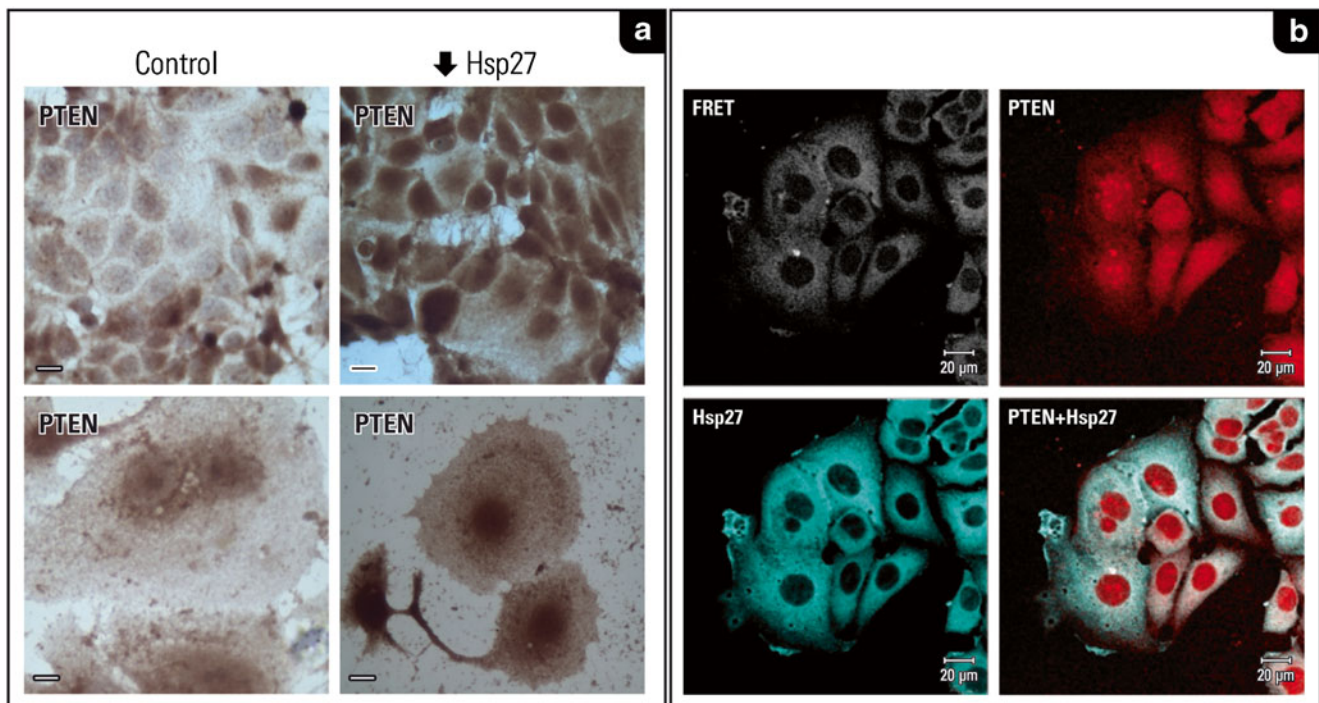 a
Control
↓ Hsp27
PTEN
PTEN
PTEN
PTEN
b
FRET
20 µm
PTEN
20 µm
Hsp27
20 µm
PTEN+Hsp27
20 µm